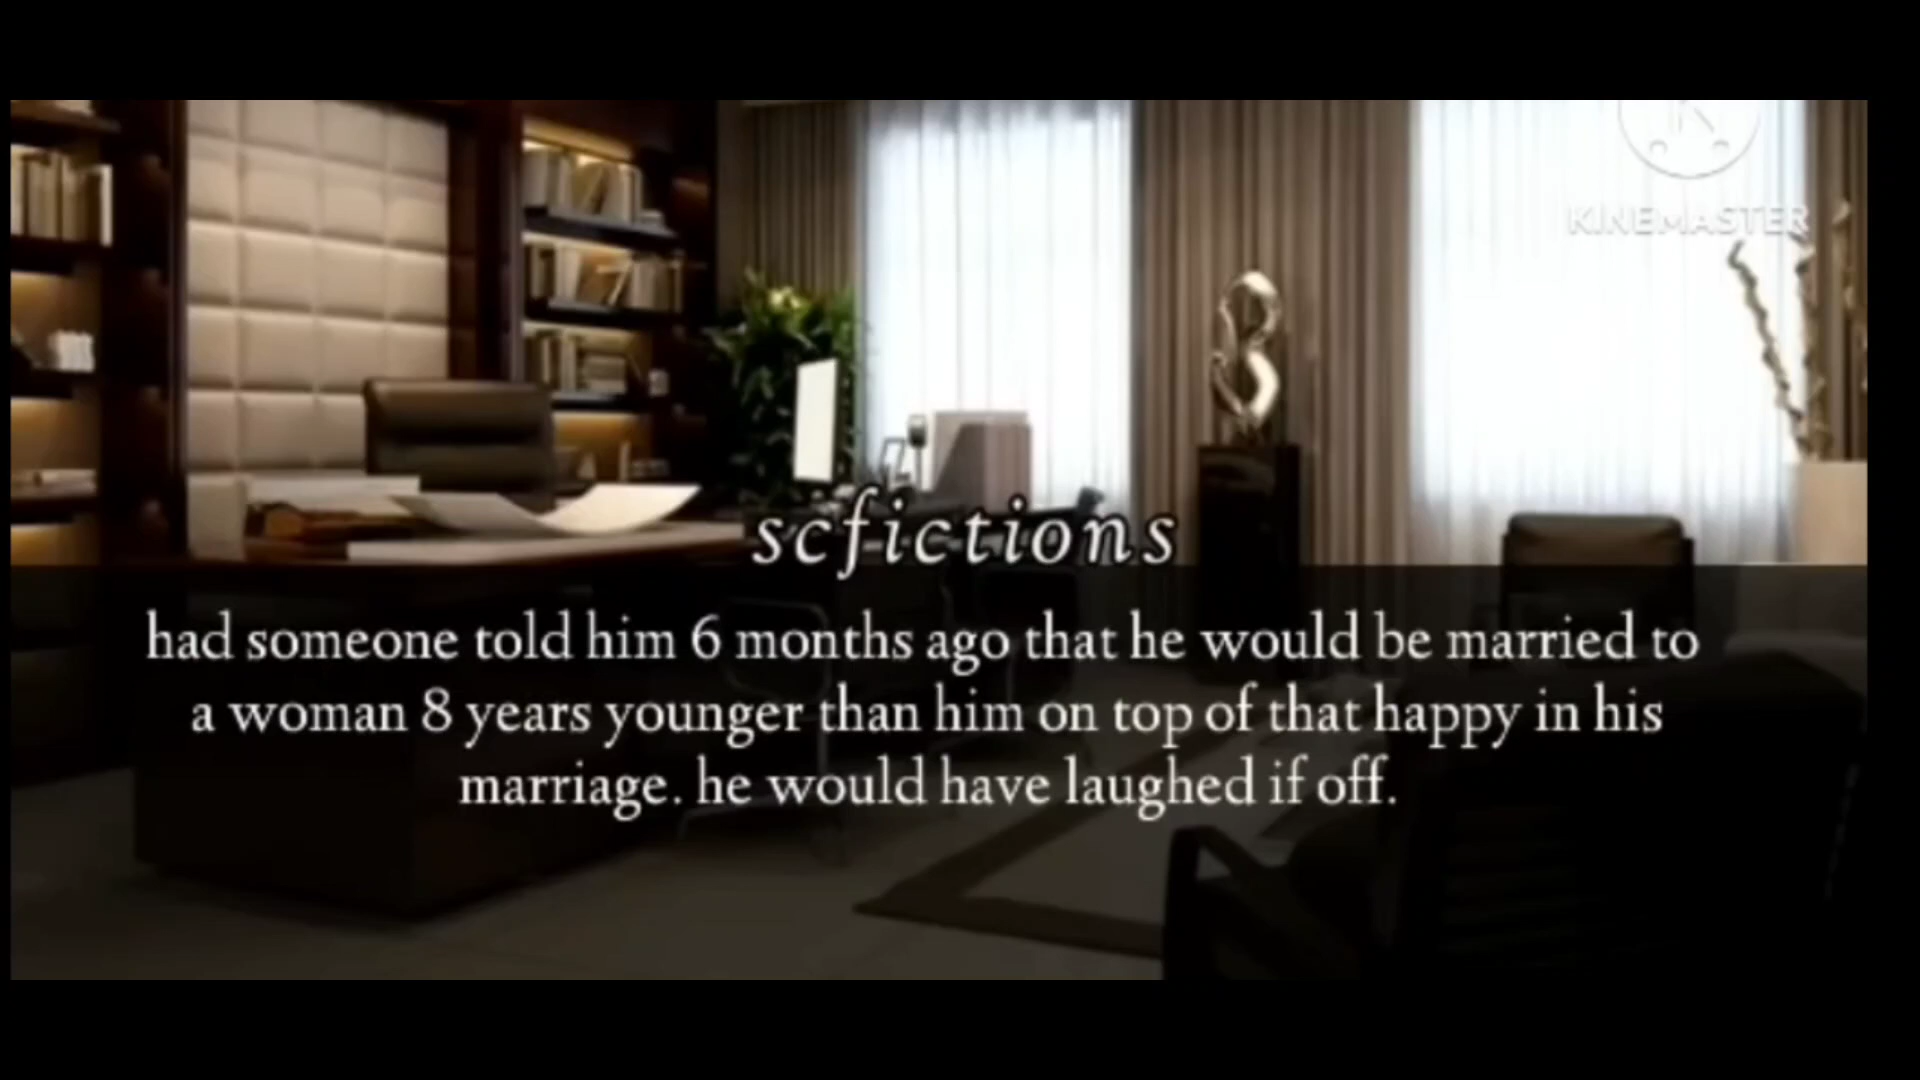 KINEMASTER
scfictions
had someone told him 6 months ago that he would be married to
a woman 8 years younger than him on top of that happy in his
marriage. he would have laughed if off.